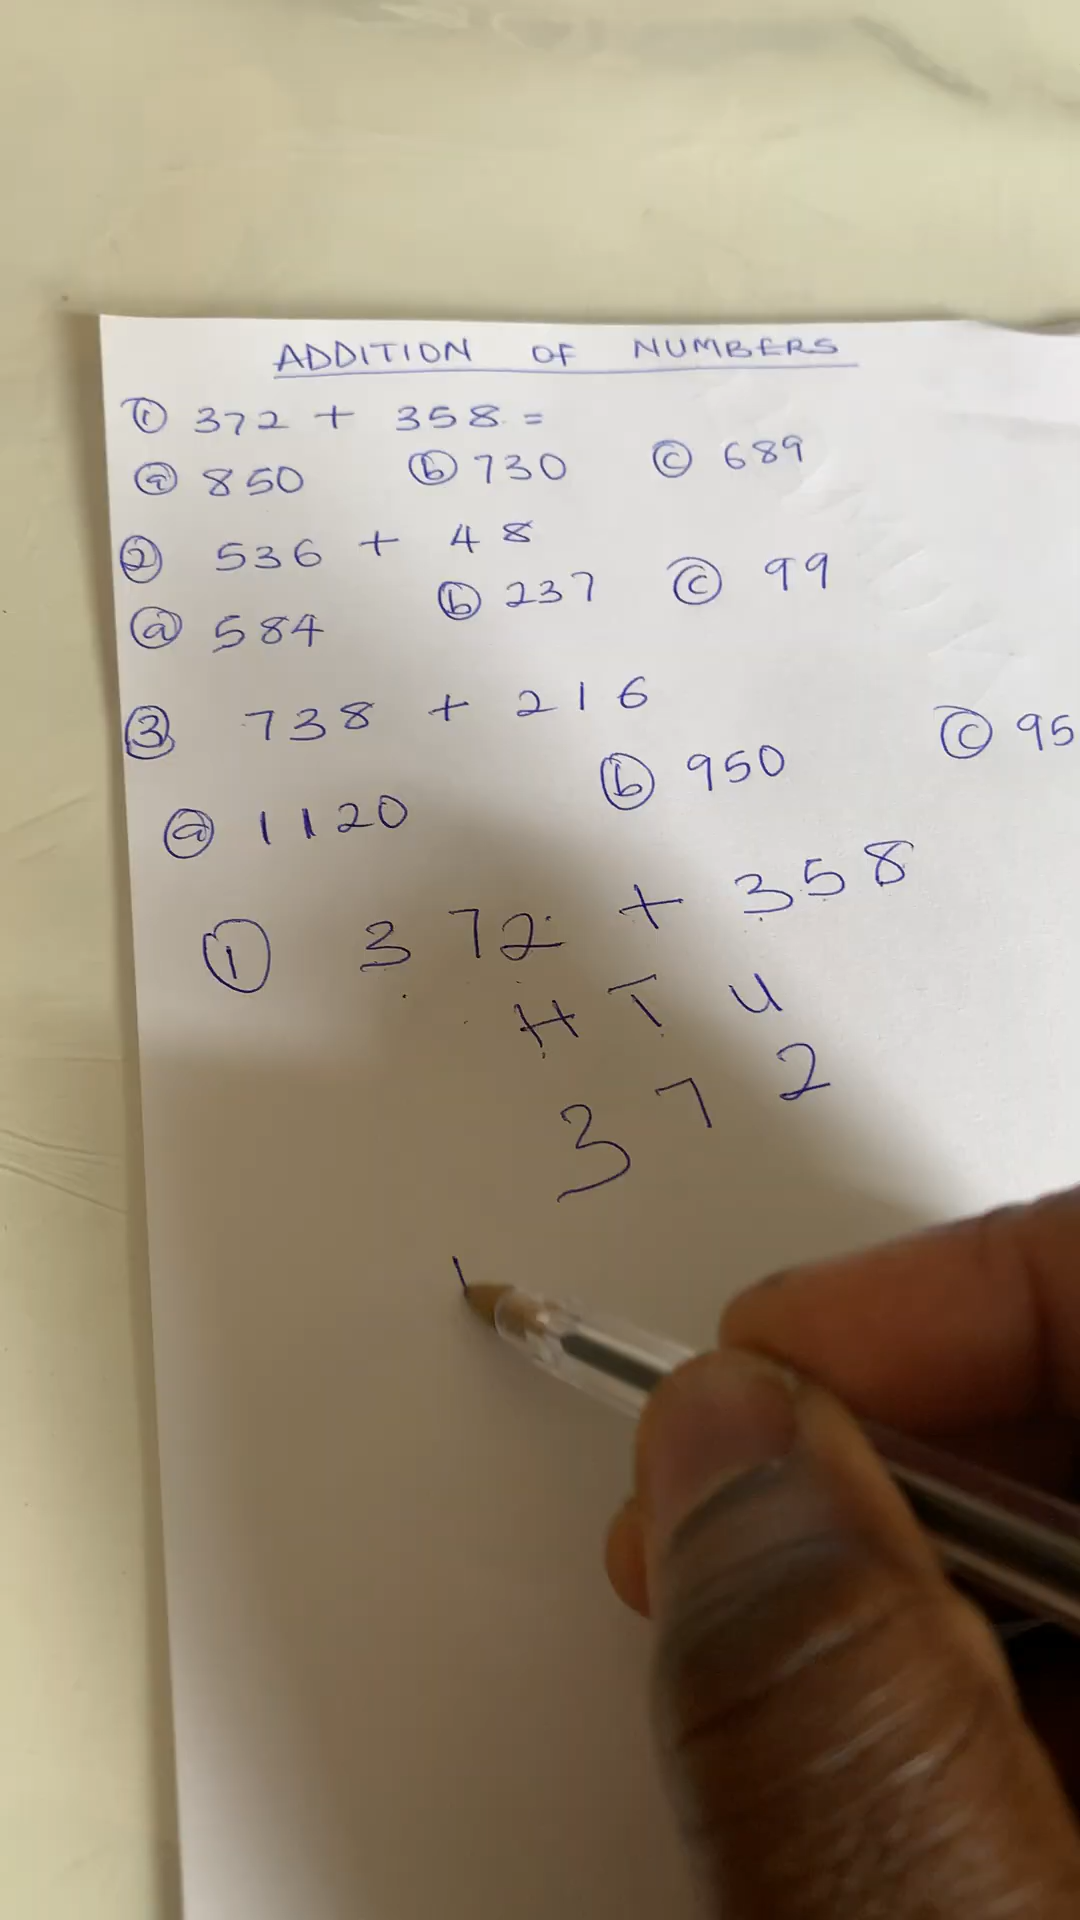 ADDITION OF NUMBERS
① 372 + 358 =
ⓐ 850 ⓑ 730 ⓒ 689
② 536 + 48
ⓐ 584 ⓑ 237 ⓒ 99
③ 738 + 216
ⓐ 1120 ⓑ 950 ⓒ 95
① 372 + 358
H T U
3 7 2